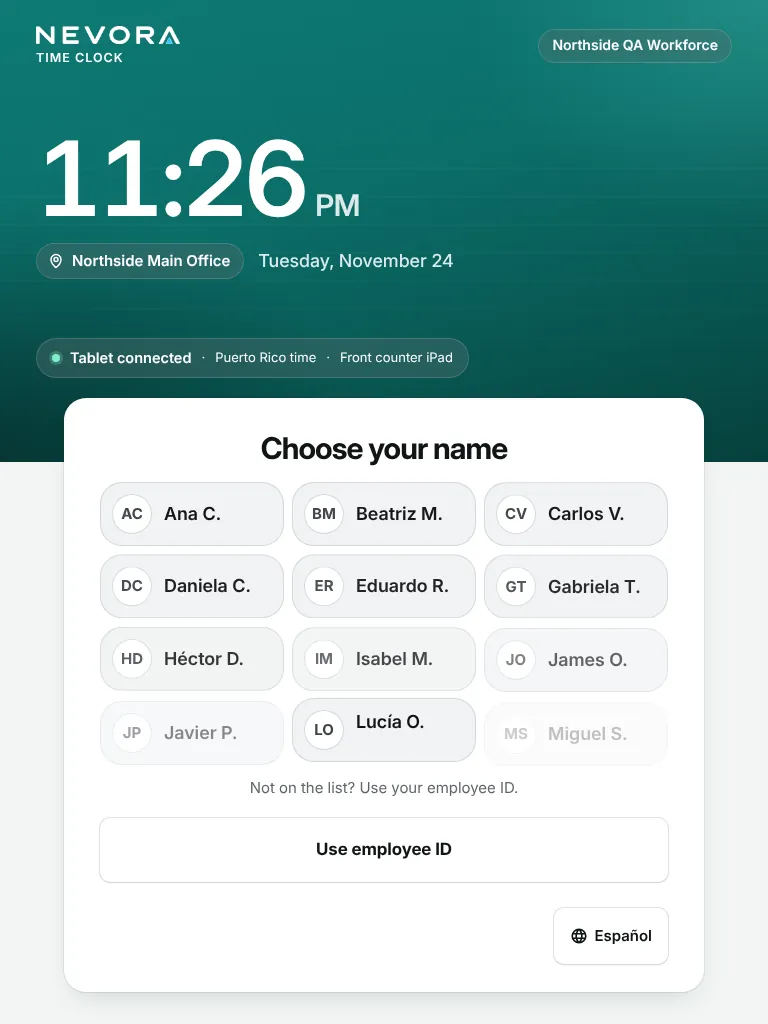 NEVORA
TIME CLOCK
Northside QA Workforce
11:26 PM
Northside Main Office
Tuesday, November 24
Tablet connected · Puerto Rico time · Front counter iPad
Choose your name
AC Ana C.
BM Beatriz M.
CV Carlos V.
DC Daniela C.
ER Eduardo R.
GT Gabriela T.
HD Héctor D.
IM Isabel M.
JO James O.
JP Javier P.
LO Lucía O.
MS Miguel S.
Not on the list? Use your employee ID.
Use employee ID
Español